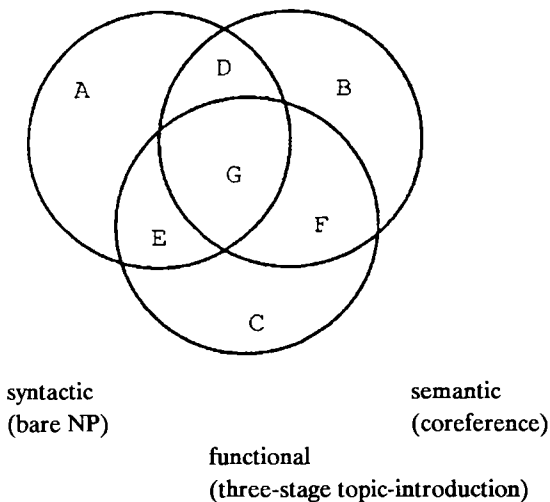 D
A
B
G
E
F
C
syntactic
semantic
(bare NP)
(coreference)
functional
(three-stage topic-introduction)